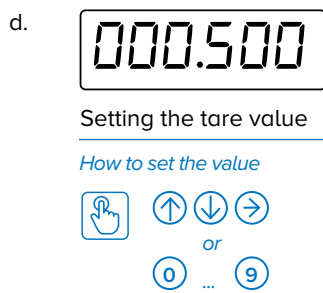 d.
000.500
Setting the tare value
How to set the value
or
0 ... 9